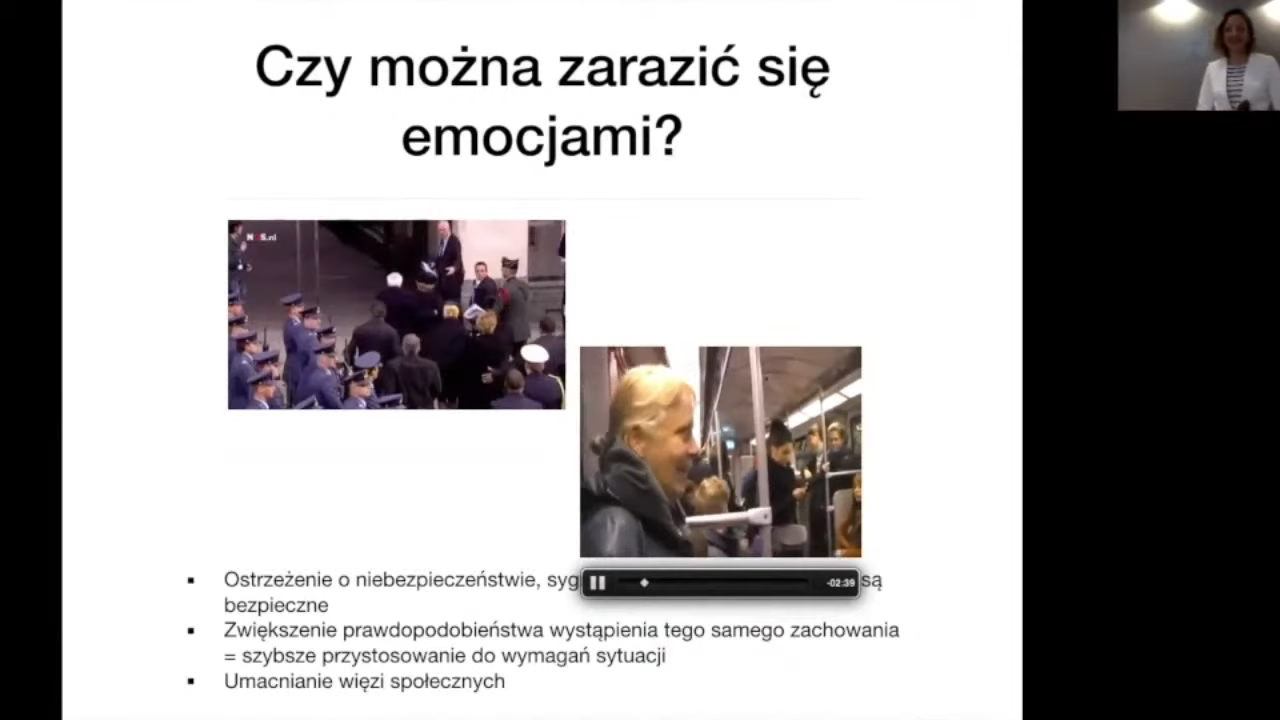 Czy można zarazić się
emocjami?
NOS.nl
Ostrzeżenie o niebezpieczeństwie, syg
-02:39
są
bezpieczne
Zwiększenie prawdopodobieństwa wystąpienia tego samego zachowania
= szybsze przystosowanie do wymagań sytuacji
Umacnianie więzi społecznych